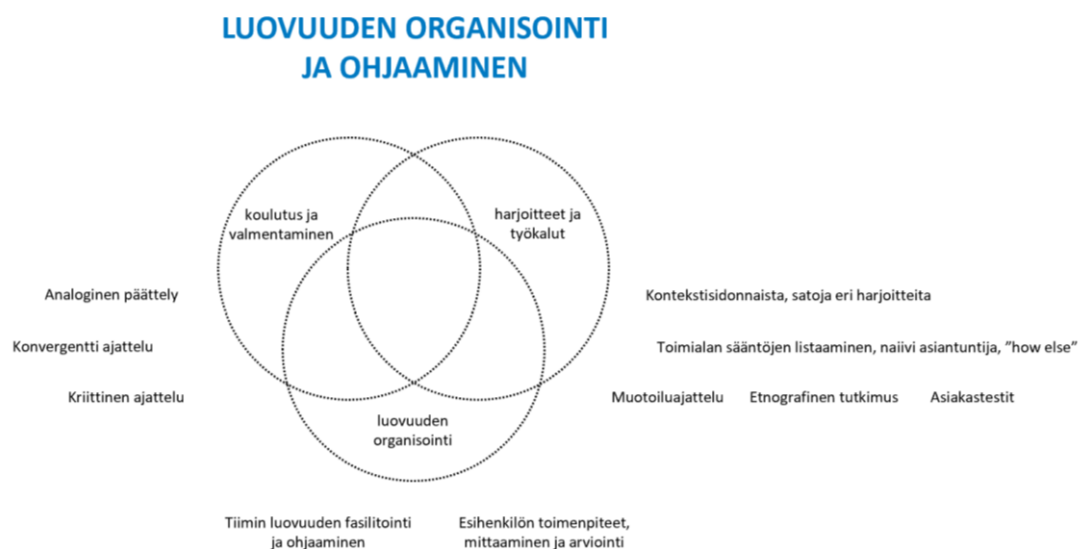 LUOVUUDEN ORGANISOINTI
JA OHJAAMINEN
koulutus ja
valmentaminen
harjoitteet ja
työkalut
Analoginen päättely
Kontekstisidonnaista, satoja eri harjoitteita
Konvergentti ajattelu
Toimialan sääntöjen listaaminen, naiivi asiantuntija, ”how else”
Kriittinen ajattelu
Muotoiluajattelu
Etnografinen tutkimus
Asiakastestit
luovuuden
organisointi
Tiimin luovuuden fasilitointi
ja ohjaaminen
Esihenkilön toimenpiteet,
mittaaminen ja arviointi